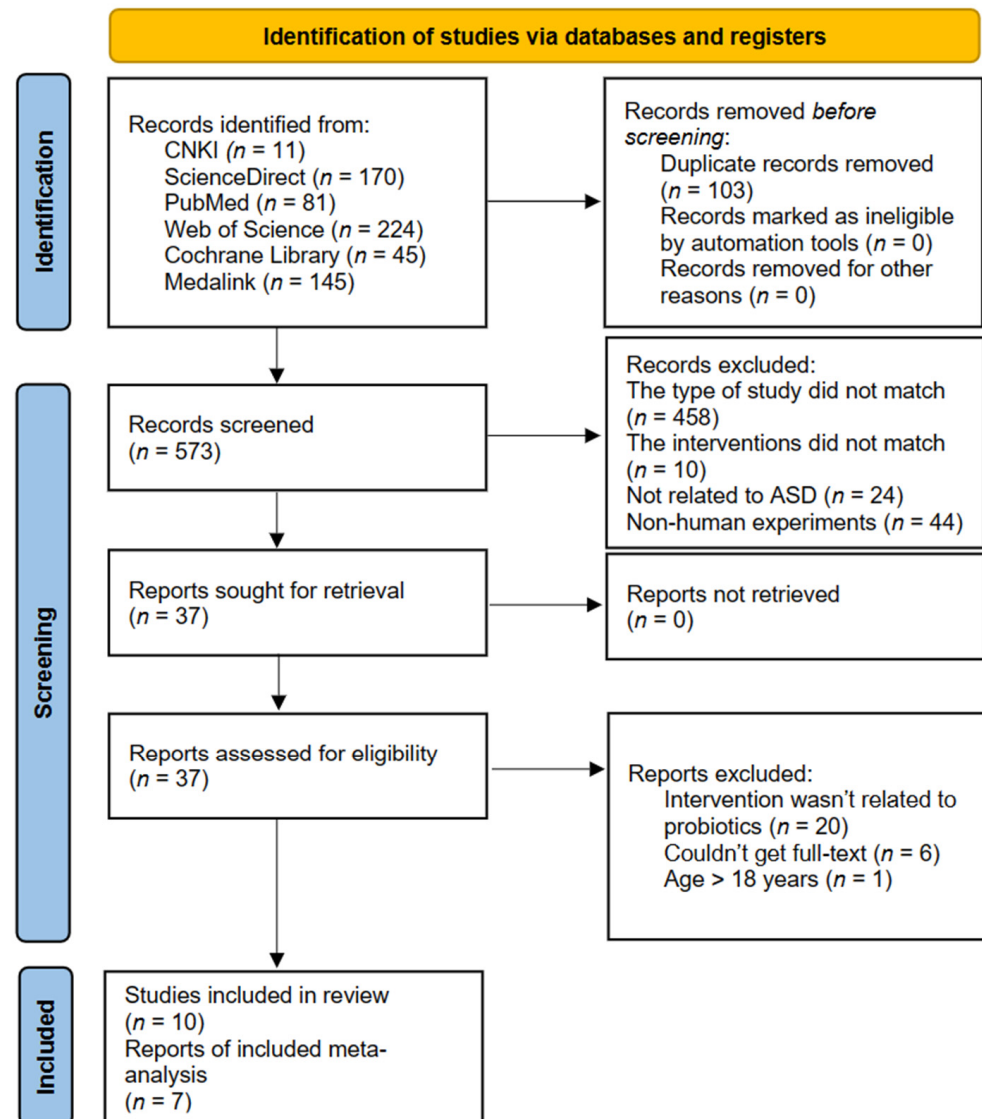 Identification of studies via databases and registers
Identification
Records identified from:
CNKI (n = 11)
ScienceDirect (n = 170)
PubMed (n = 81)
Web of Science (n = 224)
Cochrane Library (n = 45)
Medalink (n = 145)
Records removed before
screening:
Duplicate records removed
(n = 103)
Records marked as ineligible
by automation tools (n = 0)
Records removed for other
reasons (n = 0)
Screening
Records screened
(n = 573)
Records excluded:
The type of study did not match
(n = 458)
The interventions did not match
(n = 10)
Not related to ASD (n = 24)
Non-human experiments (n = 44)
Reports sought for retrieval
(n = 37)
Reports not retrieved
(n = 0)
Reports assessed for eligibility
(n = 37)
Reports excluded:
Intervention wasn't related to
probiotics (n = 20)
Couldn't get full-text (n = 6)
Age > 18 years (n = 1)
Included
Studies included in review
(n = 10)
Reports of included meta-
analysis
(n = 7)